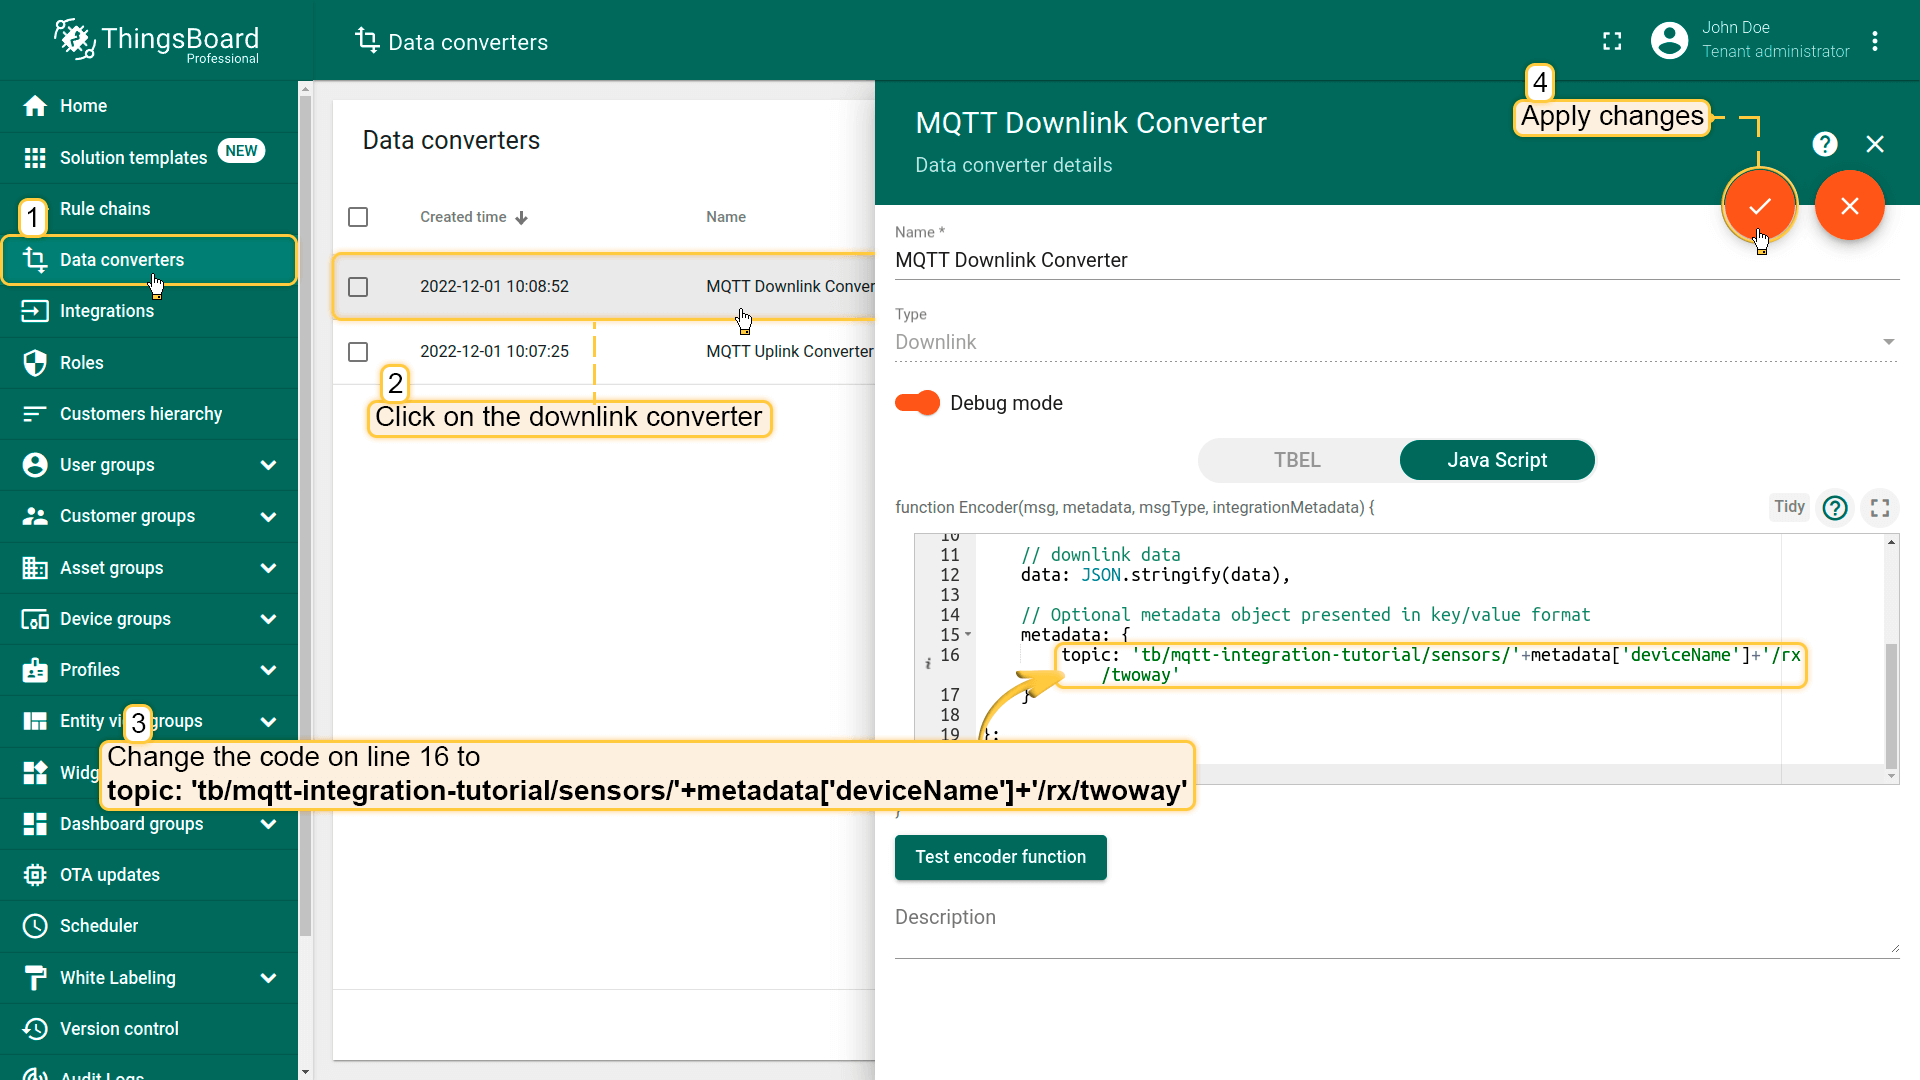 ThingsBoard
Professional
Data converters
John Doe
Tenant administrator
Home
Solution templates NEW
1
Rule chains
Data converters
Integrations
Roles
Customers hierarchy
User groups
Customer groups
Asset groups
Device groups
Profiles
Dashboard groups
OTA updates
Scheduler
White Labeling
Version control
Audit Logs
Data converters
Created time
Name
2022-12-01 10:08:52
MQTT Downlink Conver
2022-12-01 10:07:25
MQTT Uplink Converter
2
Click on the downlink converter
3
Entity vi groups
Widg
Change the code on line 16 to
topic: 'tb/mqtt-integration-tutorial/sensors/'+metadata['deviceName']+'/rx/twoway'
4
Apply changes
MQTT Downlink Converter
Data converter details
Name *
MQTT Downlink Converter
Type
Downlink
Debug mode
TBEL
Java Script
function Encoder(msg, metadata, msgType, integrationMetadata) {
Tidy
10
11 // downlink data
12 data: JSON.stringify(data),
13
14 // Optional metadata object presented in key/value format
15 metadata: {
16 topic: 'tb/mqtt-integration-tutorial/sensors/'+metadata['deviceName']+'/rx
/twoway'
17 }
18
19 };
}
Test encoder function
Description